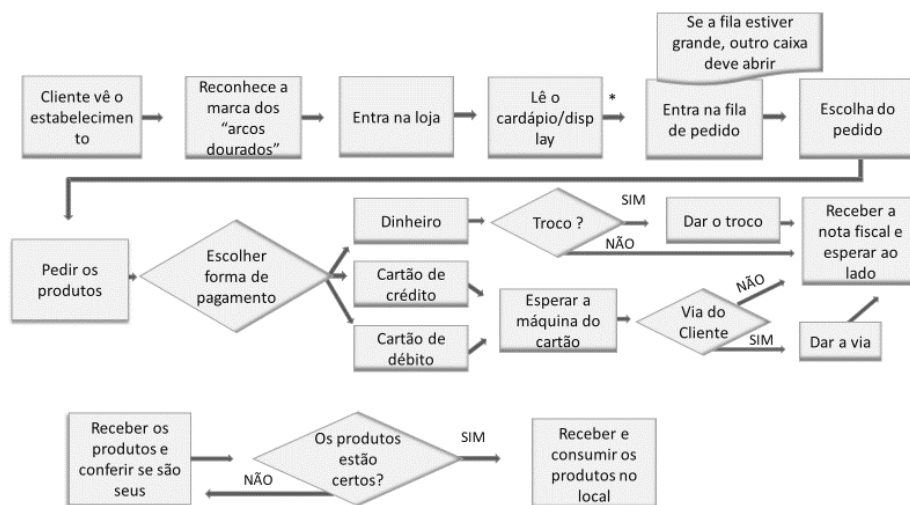 Se a fila estiver
grande, outro caixa
deve abrir
Cliente vê o
estabelecimen
to
Reconhece a
marca dos
“arcos
dourados”
Entra na loja
Lê o
cardápio/disp
lay
*
Entra na fila
de pedido
Escolha do
pedido
Pedir os
produtos
Escolher
forma de
pagamento
Dinheiro
Troco ?
SIM
Dar o troco
NÃO
Receber a
nota fiscal e
esperar ao
lado
Cartão de
crédito
Cartão de
débito
Esperar a
máquina do
cartão
Via do
Cliente
NÃO
SIM
Dar a via
Receber os
produtos e
conferir se são
seus
Os produtos
estão
certos?
SIM
NÃO
Receber e
consumir os
produtos no
local